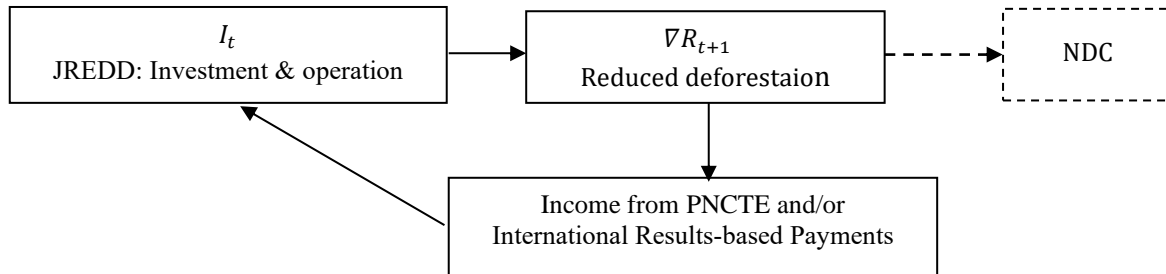 I_t
JREDD: Investment & operation
∇R_{t+1}
Reduced deforestaion
NDC
Income from PNCTE and/or
International Results-based Payments